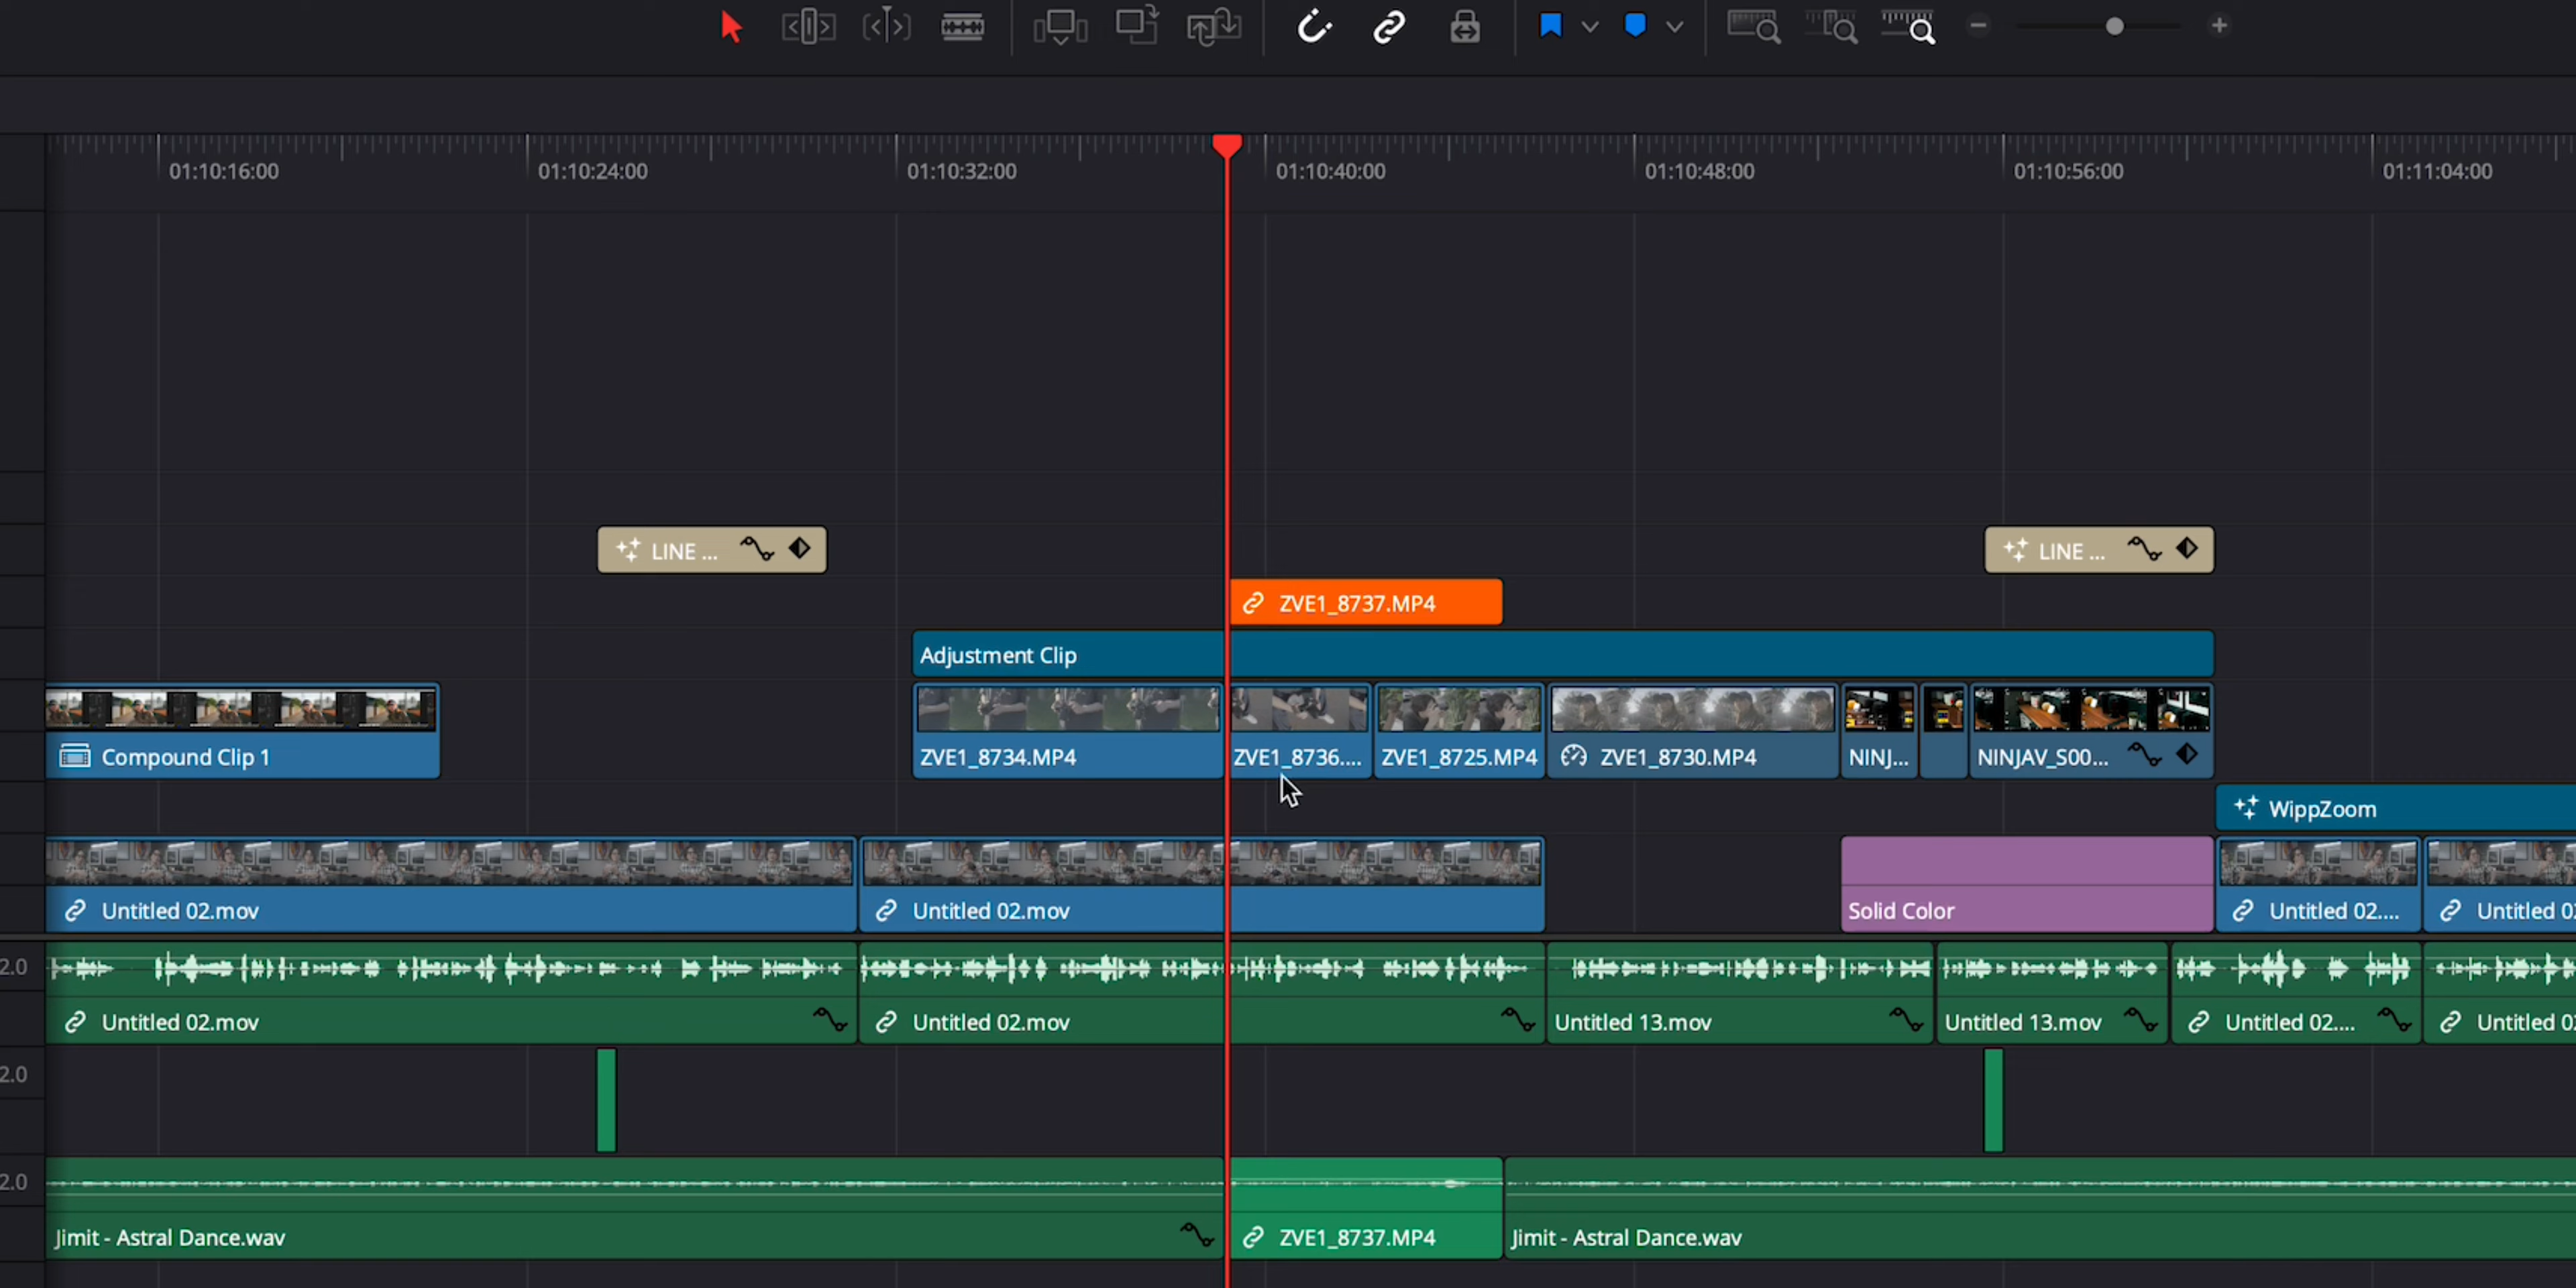 01:10:16:00 01:10:24:00 01:10:32:00 01:10:40:00 01:10:48:00 01:10:56:00 01:11:04:00
LINE ... LINE ...
ZVE1_8737.MP4
Adjustment Clip
Compound Clip 1 ZVE1_8734.MP4 ZVE1_8736.... ZVE1_8725.MP4 ZVE1_8730.MP4 NINJ... NINJAV_S00...
WippZoom
Untitled 02.mov Untitled 02.mov Solid Color Untitled 02.... Untitled 0
2.0
Untitled 02.mov Untitled 02.mov Untitled 13.mov Untitled 13.mov Untitled 02.... Untitled 0
2.0
2.0
Jimit - Astral Dance.wav ZVE1_8737.MP4 Jimit - Astral Dance.wav